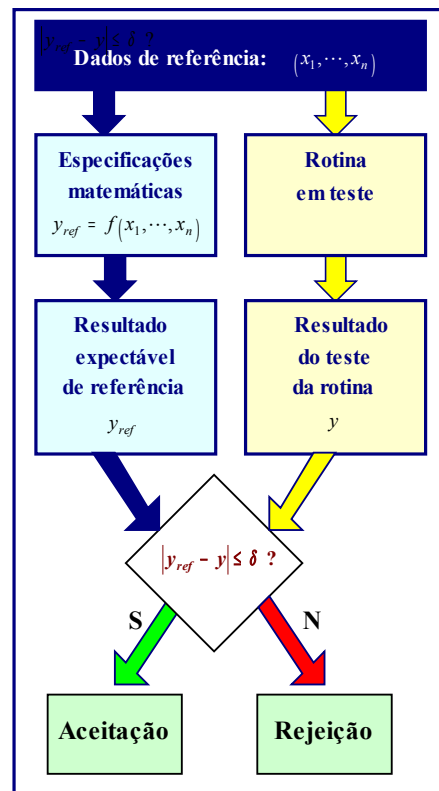 |y_ref − y| ≤ δ ?
Dados de referência: (x₁,⋯,xₙ)
Especificações
matemáticas
y_ref = f(x₁,⋯,xₙ)
Rotina
em teste
Resultado
expectável
de referência
y_ref
Resultado
do teste
da rotina
y
|y_ref − y| ≤ δ ?
S
N
Aceitação
Rejeição